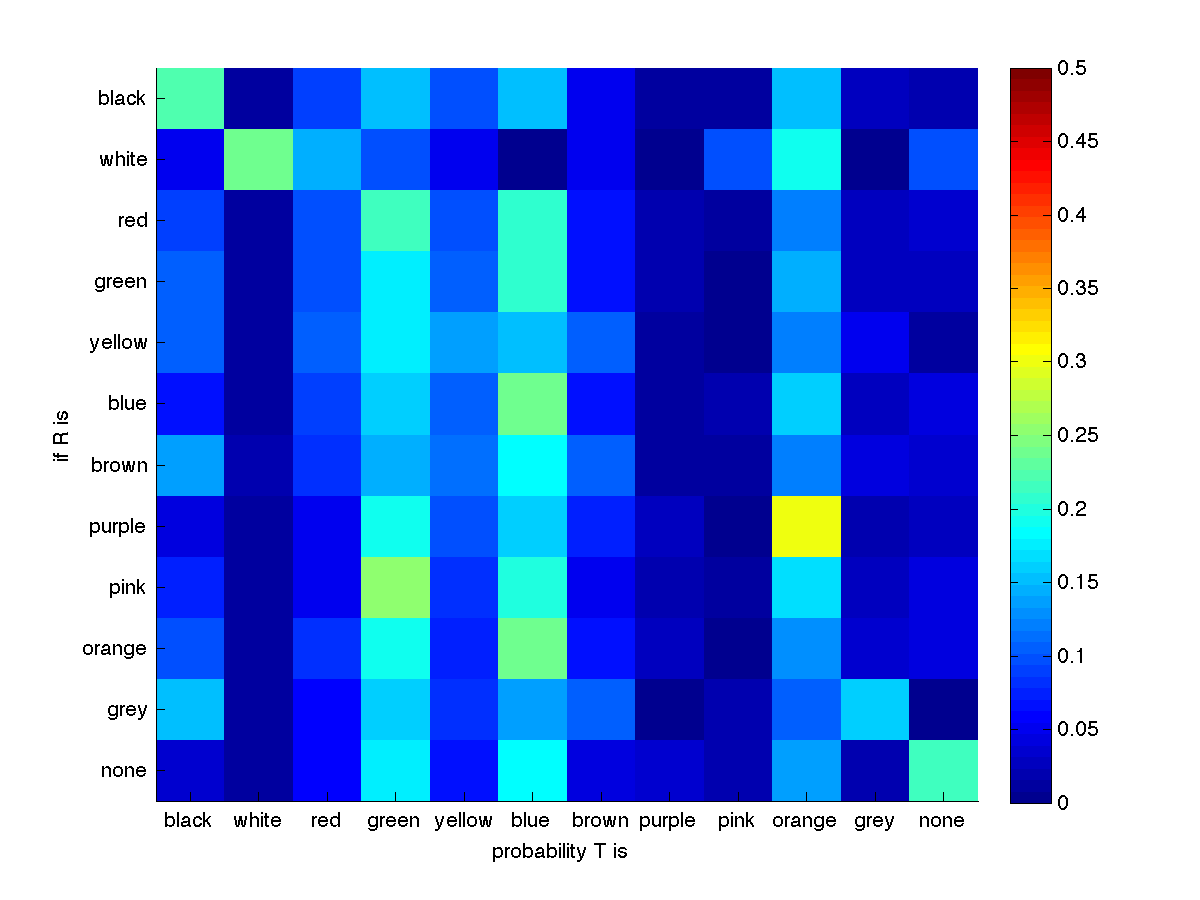 black
white
red
green
yellow
blue
brown
purple
pink
orange
grey
none
if R is
black white red green yellow blue brown purple pink orange grey none
probability T is
0.5
0.45
0.4
0.35
0.3
0.25
0.2
0.15
0.1
0.05
0